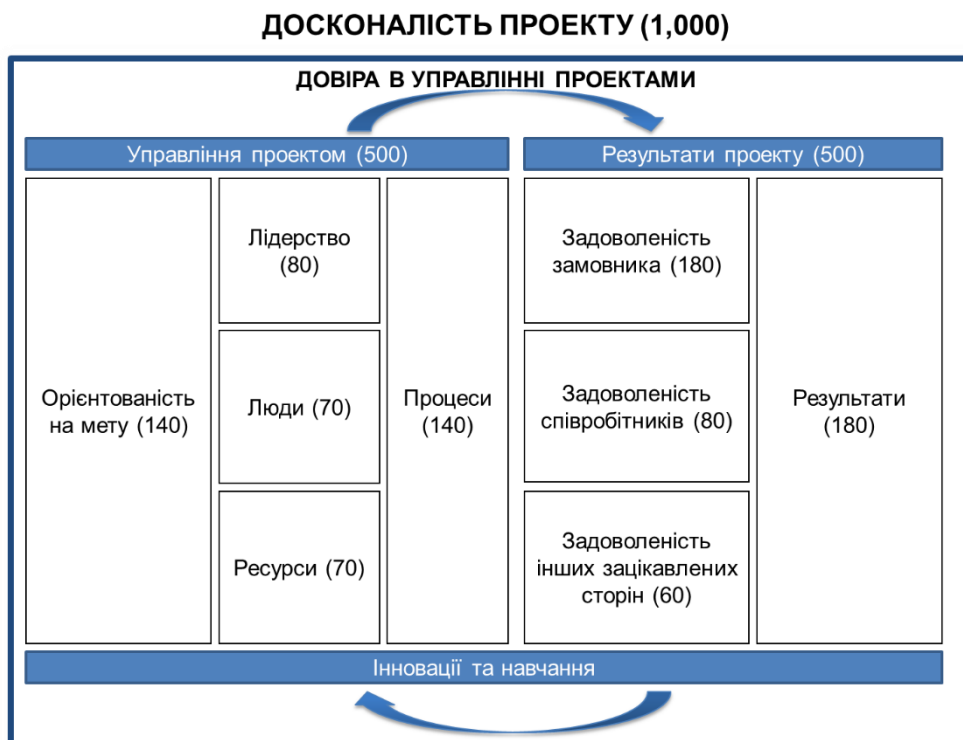 ДОСКОНАЛІСТЬ ПРОЕКТУ (1,000)
ДОВІРА В УПРАВЛІННІ ПРОЕКТАМИ
Управління проектом (500)
Результати проекту (500)
Орієнтованість
на мету (140)
Лідерство
(80)
Люди (70)
Ресурси (70)
Процеси
(140)
Задоволеність
замовника (180)
Задоволеність
співробітників (80)
Задоволеність
інших зацікавлених
сторін (60)
Результати
(180)
Інновації та навчання